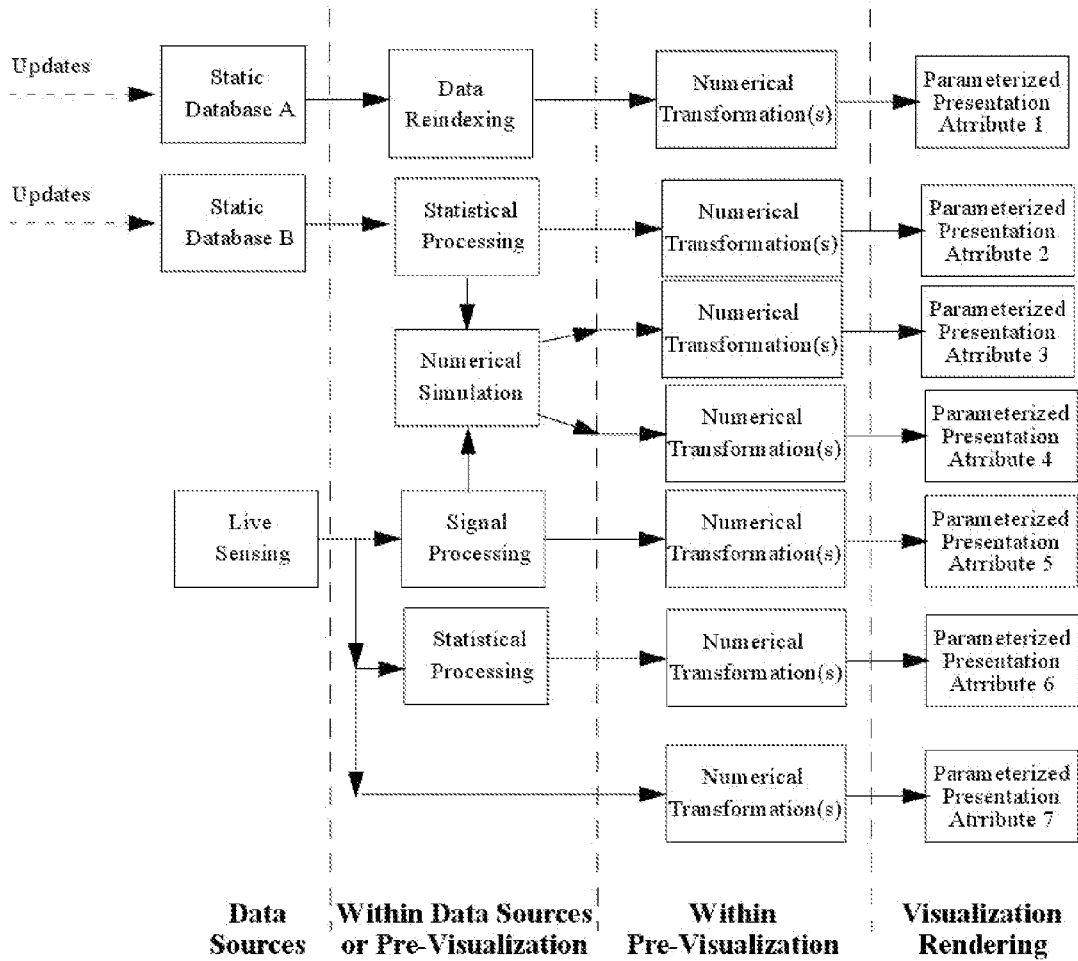 Updates
Static
Database A
Data
Reindexing
Numerical
Transformation(s)
Parameterized
Presentation
Atrribute 1
Updates
Static
Database B
Statistical
Processing
Numerical
Transformation(s)
Parameterized
Presentation
Atrribute 2
Numerical
Simulation
Numerical
Transformation(s)
Parameterized
Presentation
Atrribute 3
Numerical
Transformation(s)
Parameterized
Presentation
Atrribute 4
Live
Sensing
Signal
Processing
Numerical
Transformation(s)
Parameterized
Presentation
Atrribute 5
Statistical
Processing
Numerical
Transformation(s)
Parameterized
Presentation
Atrribute 6
Numerical
Transformation(s)
Parameterized
Presentation
Atrribute 7
Data
Sources
Within Data Sources
or Pre-Visualization
Within
Pre-Visualization
Visualization
Rendering